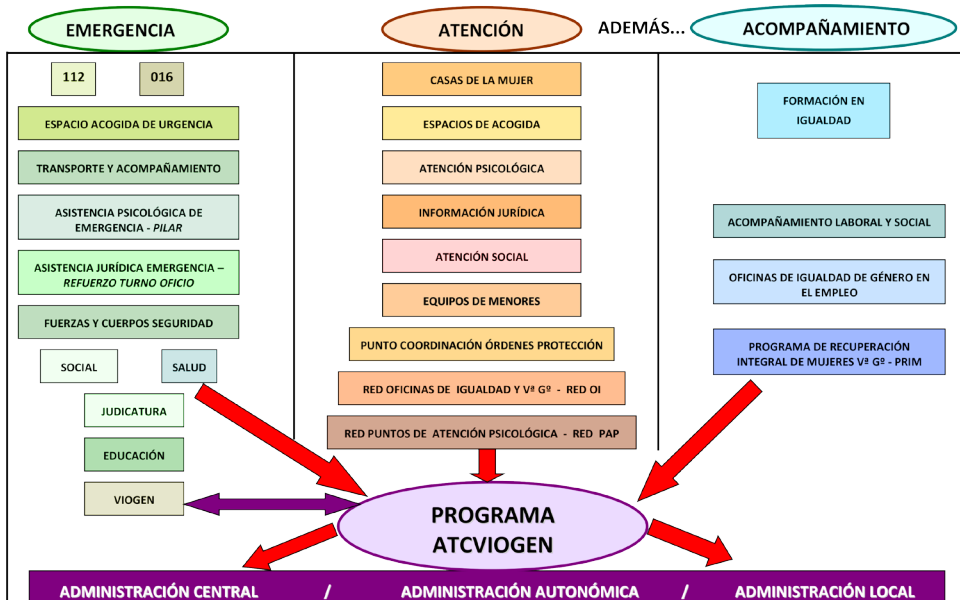 EMERGENCIA
ATENCIÓN
ADEMÁS...
ACOMPAÑAMIENTO
112
016
ESPACIO ACOGIDA DE URGENCIA
TRANSPORTE Y ACOMPAÑAMIENTO
ASISTENCIA PSICOLÓGICA DE
EMERGENCIA - PILAR
ASISTENCIA JURÍDICA EMERGENCIA –
REFUERZO TURNO OFICIO
FUERZAS Y CUERPOS SEGURIDAD
SOCIAL
SALUD
JUDICATURA
EDUCACIÓN
VIOGEN
CASAS DE LA MUJER
ESPACIOS DE ACOGIDA
ATENCIÓN PSICOLÓGICA
INFORMACIÓN JURÍDICA
ATENCIÓN SOCIAL
EQUIPOS DE MENORES
PUNTO COORDINACIÓN ÓRDENES PROTECCIÓN
RED OFICINAS DE IGUALDAD Y Vª Gº - RED OI
RED PUNTOS DE ATENCIÓN PSICOLÓGICA - RED PAP
FORMACIÓN EN
IGUALDAD
ACOMPAÑAMIENTO LABORAL Y SOCIAL
OFICINAS DE IGUALDAD DE GÉNERO EN
EL EMPLEO
PROGRAMA DE RECUPERACIÓN
INTEGRAL DE MUJERES Vª Gº - PRIM
PROGRAMA
ATCVIOGEN
ADMINISTRACIÓN CENTRAL / ADMINISTRACIÓN AUTONÓMICA / ADMINISTRACIÓN LOCAL